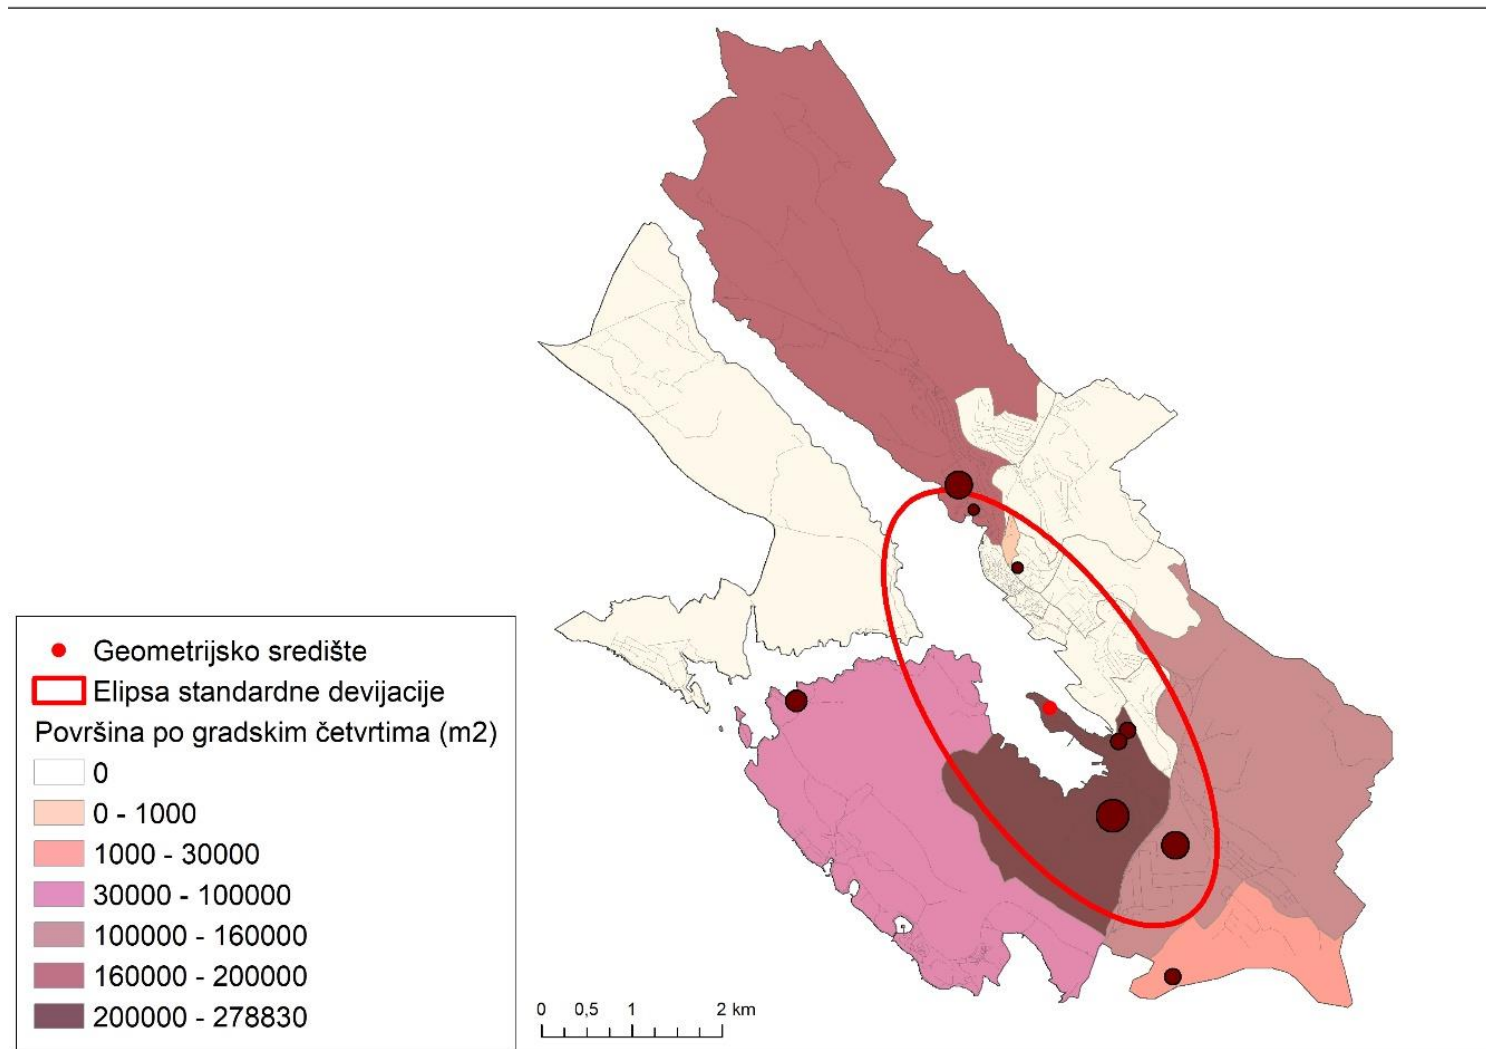 Geometrijsko središte
Elipsa standardne devijacije
Površina po gradskim četvrtima (m2)
0
0 - 1000
1000 - 30000
30000 - 100000
100000 - 160000
160000 - 200000
200000 - 278830
0 0,5 1 2 km